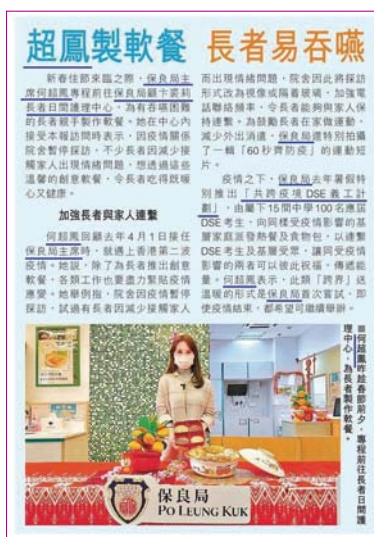 超鳳製軟餐 長者易吞嚥
新春佳節來臨之際，保良局主
席何超鳳專程前往保良局顧卞裘莉
長者日間護理中心，為有吞嚥困難
的長者親手製作軟餐。她在中心內
接受本報訪問時表示，因疫情關係
院舍暫停採訪，不少長者因減少接
觸家人出現情緒問題，想透過這些
溫馨的創意軟餐，令長者吃得既暖
心又健康。
加強長者與家人連繫
何超鳳回顧去年4月1日接任
保良局主席時，就遇上香港第二波
疫情。她說，除了為長者推出創意
軟餐，各類工作也要盡力緊貼疫情
應變。她舉例指，院舍因疫情暫停
探訪，試過有長者因減少接觸家人
而出現情緒問題，院舍因此將探訪
形式改為視像或隔着玻璃，加強電
話聯絡頻率，令長者能夠與家人保
持連繫。為鼓勵長者在家做運動，
減少外出消遣，保良局還特別拍攝
了一輯「60秒齊防疫」的運動短
片。
疫情之下，保良局去年暑假特
別推出「共跨疫境DSE義工計
劃」，由屬下15間中學100名應屆
DSE考生，向同樣受疫情影響的基
層家庭派發熱餐及食物包，以連繫
DSE考生及基層受眾，讓同受疫情
影響的兩者可以彼此祝福，傳遞能
量。何超鳳表示，此類「跨界」送
溫暖的形式是保良局首次嘗試，即
使疫情結束，都希望可繼續舉辦。
■何超鳳昨趁春節前夕，專程前往長者日間護
理中心，為長者製作軟餐。
保良局
PO LEUNG KUK